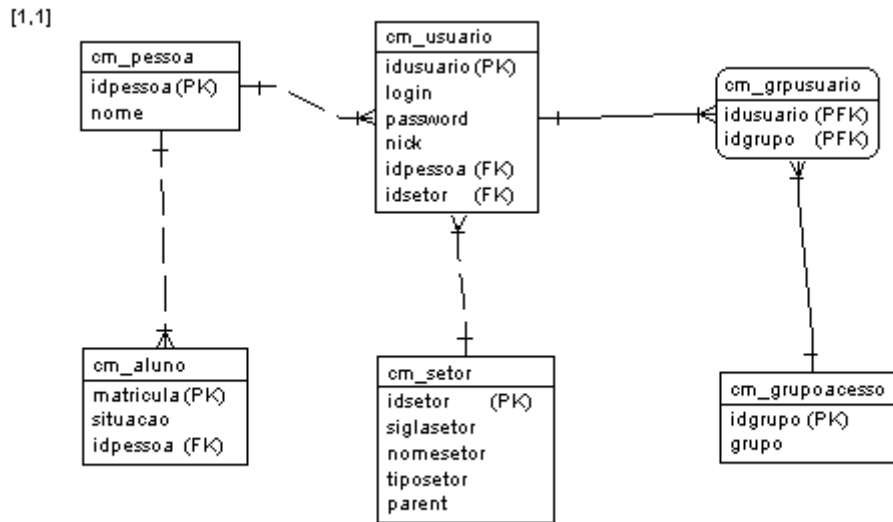 [1,1]
cm_pessoa
idpessoa (PK)
nome
cm_usuario
idusuario (PK)
login
password
nick
idpessoa (FK)
idsetor (FK)
cm_grpusuario
idusuario (PFK)
idgrupo (PFK)
cm_aluno
matricula (PK)
situacao
idpessoa (FK)
cm_setor
idsetor (PK)
siglasetor
nomesetor
tiposetor
parent
cm_grupoacesso
idgrupo (PK)
grupo